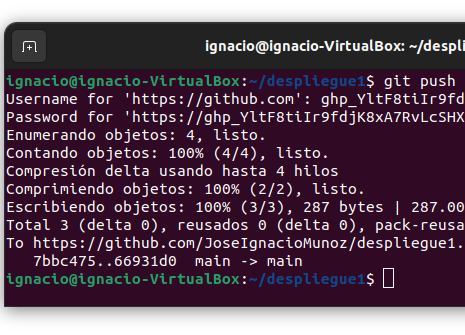 ignacio@ignacio-VirtualBox: ~/despli
ignacio@ignacio-VirtualBox:~/despliegue1$ git push
Username for 'https://github.com': ghp_YltF8tiIr9fd
Password for 'https://ghp_YltF8tiIr9fdjK8xA7RvLcSHX
Enumerando objetos: 4, listo.
Contando objetos: 100% (4/4), listo.
Compresión delta usando hasta 4 hilos
Comprimiendo objetos: 100% (2/2), listo.
Escribiendo objetos: 100% (3/3), 287 bytes | 287.00
Total 3 (delta 0), reusados 0 (delta 0), pack-reusa
To https://github.com/JoseIgnacioMunoz/despliegue1.
7bbc475..66931d0 main -> main
ignacio@ignacio-VirtualBox:~/despliegue1$